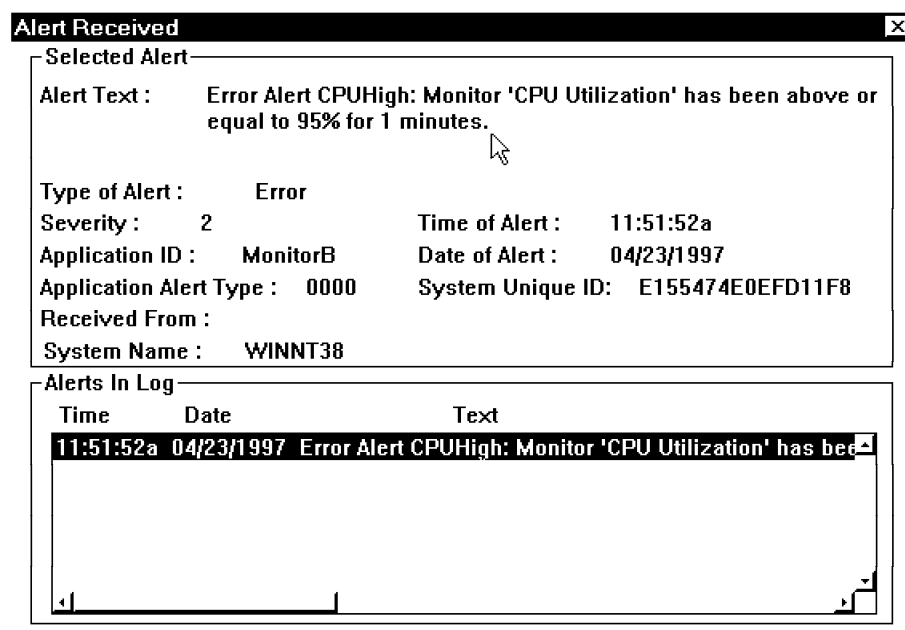 Alert Received
Selected Alert
Alert Text : Error Alert CPUHigh: Monitor 'CPU Utilization' has been above or
equal to 95% for 1 minutes.
Type of Alert : Error
Severity : 2 Time of Alert : 11:51:52a
Application ID : MonitorB Date of Alert : 04/23/1997
Application Alert Type : 0000 System Unique ID: E155474E0EFD11F8
Received From :
System Name : WINNT38
Alerts In Log
Time Date Text
11:51:52a 04/23/1997 Error Alert CPUHigh: Monitor 'CPU Utilization' has bee